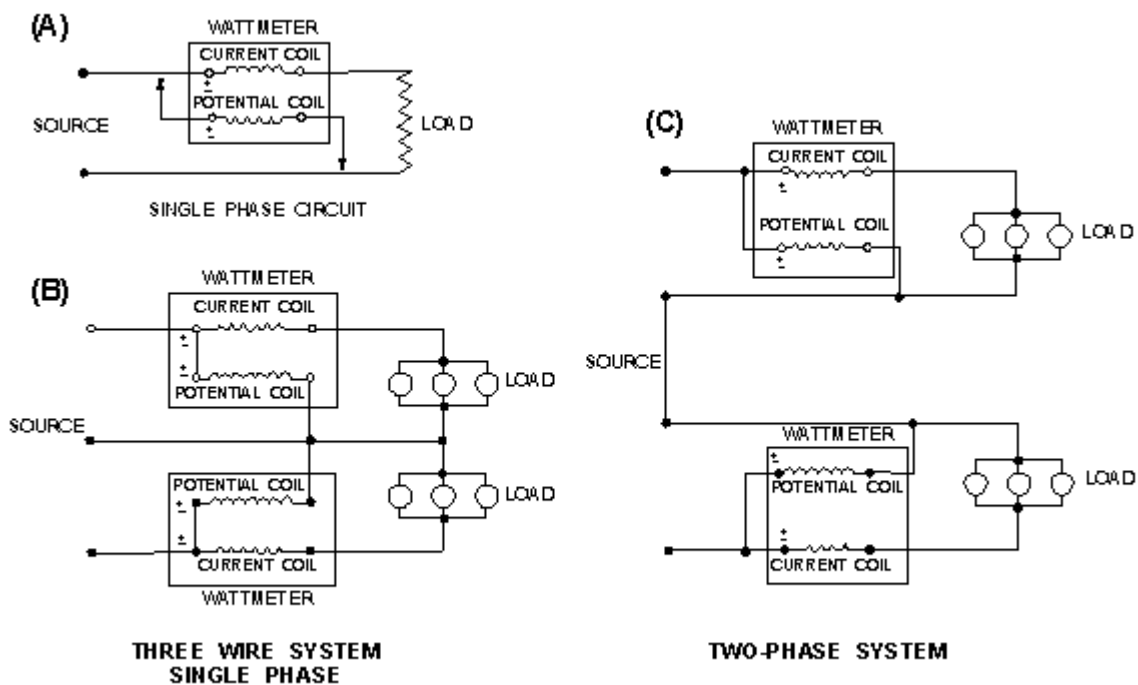 (A)
WATTMETER
CURRENT COIL
±
POTENTIAL COIL
±
SOURCE
LOAD
SINGLE PHASE CIRCUIT
(B)
WATTMETER
CURRENT COIL
±
±
POTENTIAL COIL
LOAD
SOURCE
POTENTIAL COIL
±
±
CURRENT COIL
LOAD
WATTMETER
THREE WIRE SYSTEM
SINGLE PHASE
(C)
WATTMETER
CURRENT COIL
±
POTENTIAL COIL
±
LOAD
SOURCE
WATTMETER
±
POTENTIAL COIL
±
CURRENT COIL
LOAD
TWO-PHASE SYSTEM